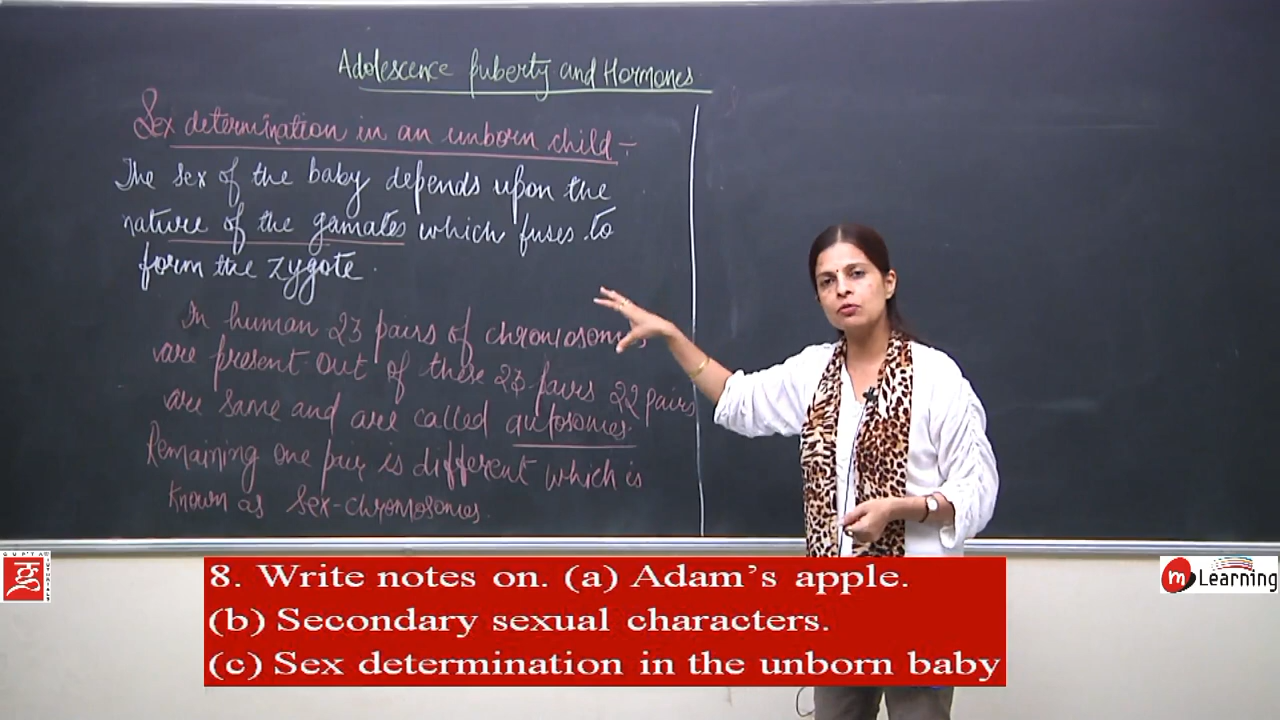 Adolescence puberty and Hormones
Sex determination in an unborn child :-
The sex of the baby depends upon the
nature of the gamates which fuses to
form the zygote.
In human 23 pairs of chromosomes
are present. Out of these 23 pairs 22 pairs
are same and are called autosomes.
Remaining one pair is different which is
known as sex-chromosomes.
GUPTA
TUTORIALS
m Learning
8. Write notes on. (a) Adam's apple.
(b) Secondary sexual characters.
(c) Sex determination in the unborn baby